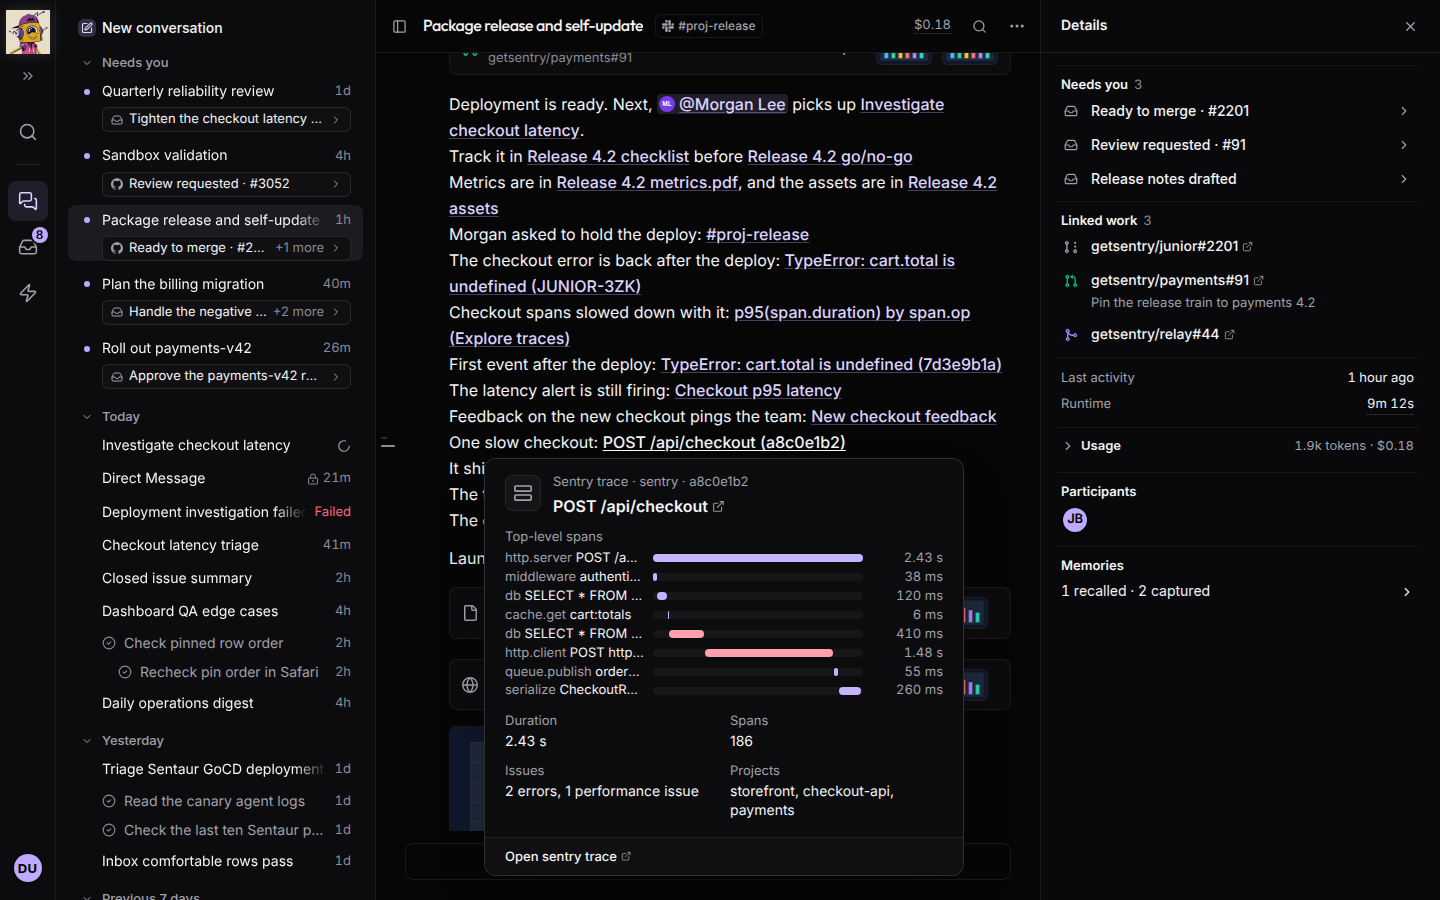 New conversation
Needs you
Quarterly reliability review 1d
Tighten the checkout latency ...
Sandbox validation 4h
Review requested · #3052
Package release and self-update 1h
Ready to merge · #2... +1 more
Plan the billing migration 40m
Handle the negative ... +2 more
Roll out payments-v42 26m
Approve the payments-v42 r...
Today
Investigate checkout latency
Direct Message 21m
Deployment investigation failed Failed
Checkout latency triage 41m
Closed issue summary 2h
Dashboard QA edge cases 4h
Check pinned row order 2h
Recheck pin order in Safari 2h
Daily operations digest 4h
Yesterday
Triage Sentaur GoCD deployment 1d
Read the canary agent logs 1d
Check the last ten Sentaur p... 1d
Inbox comfortable rows pass 1d
Previous 7 days
8
DU
Package release and self-update #proj-release $0.18
getsentry/payments#91
Deployment is ready. Next, ML @Morgan Lee picks up Investigate
checkout latency.
Track it in Release 4.2 checklist before Release 4.2 go/no-go
Metrics are in Release 4.2 metrics.pdf, and the assets are in Release 4.2
assets
Morgan asked to hold the deploy: #proj-release
The checkout error is back after the deploy: TypeError: cart.total is
undefined (JUNIOR-3ZK)
Checkout spans slowed down with it: p95(span.duration) by span.op
(Explore traces)
First event after the deploy: TypeError: cart.total is undefined (7d3e9b1a)
The latency alert is still firing: Checkout p95 latency
Feedback on the new checkout pings the team: New checkout feedback
One slow checkout: POST /api/checkout (a8c0e1b2)
It shi
The
The
Laun
Sentry trace · sentry · a8c0e1b2
POST /api/checkout
Top-level spans
http.server POST /a... 2.43 s
middleware authenti... 38 ms
db SELECT * FROM ... 120 ms
cache.get cart:totals 6 ms
db SELECT * FROM ... 410 ms
http.client POST http... 1.48 s
queue.publish order... 55 ms
serialize CheckoutR... 260 ms
Duration Spans
2.43 s 186
Issues Projects
2 errors, 1 performance issue storefront, checkout-api,
payments
Open sentry trace
Details
Needs you 3
Ready to merge · #2201
Review requested · #91
Release notes drafted
Linked work 3
getsentry/junior#2201
getsentry/payments#91
Pin the release train to payments 4.2
getsentry/relay#44
Last activity 1 hour ago
Runtime 9m 12s
Usage 1.9k tokens · $0.18
Participants
JB
Memories
1 recalled · 2 captured